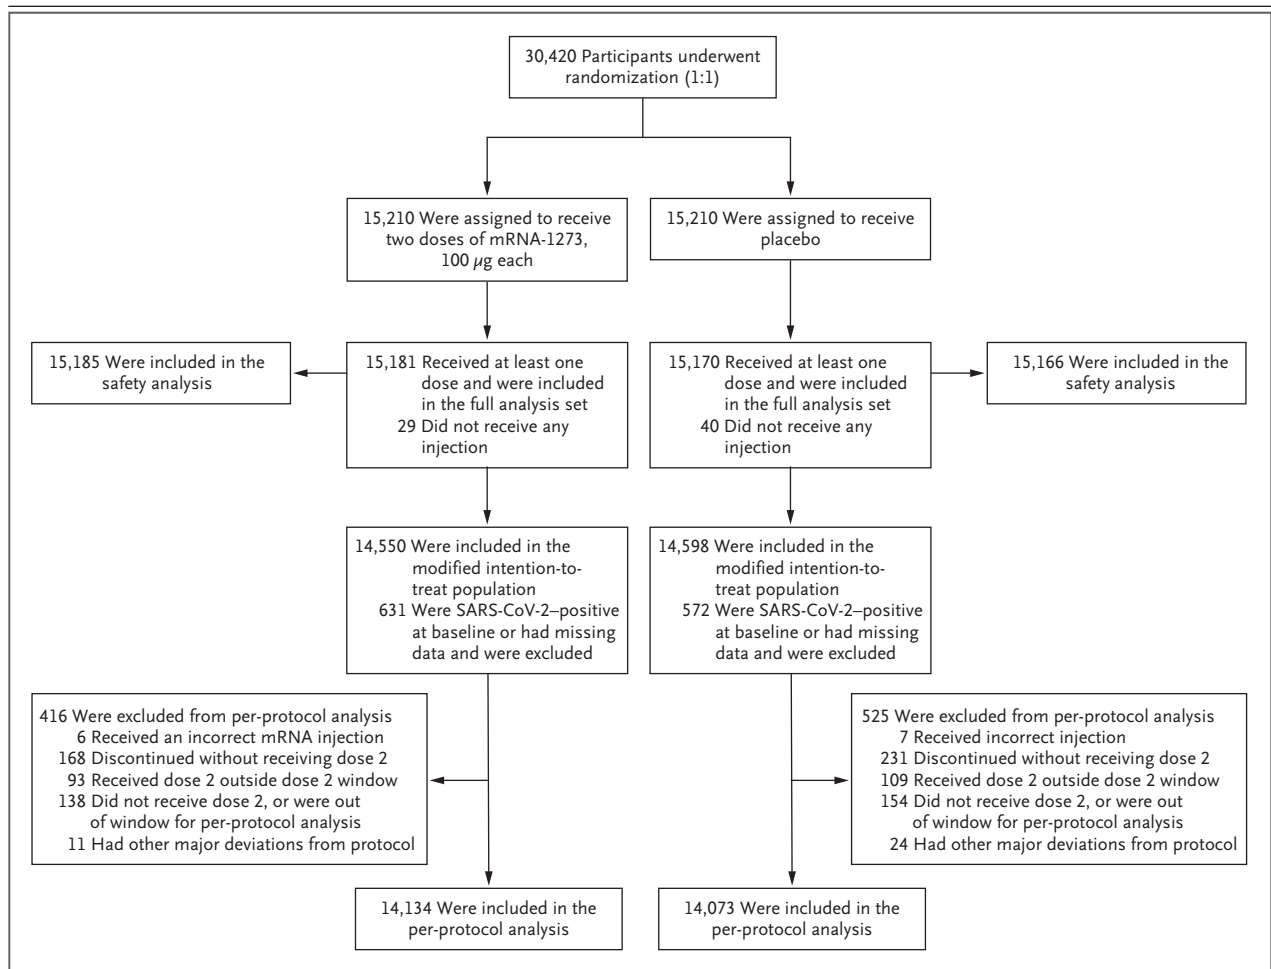 30,420 Participants underwent
randomization (1:1)
15,210 Were assigned to receive
two doses of mRNA-1273,
100 µg each
15,210 Were assigned to receive
placebo
15,185 Were included in the
safety analysis
15,181 Received at least one
dose and were included
in the full analysis set
29 Did not receive any
injection
15,170 Received at least one
dose and were included
in the full analysis set
40 Did not receive any
injection
15,166 Were included in the
safety analysis
14,550 Were included in the
modified intention-to-
treat population
631 Were SARS-CoV-2–positive
at baseline or had missing
data and were excluded
14,598 Were included in the
modified intention-to-
treat population
572 Were SARS-CoV-2–positive
at baseline or had missing
data and were excluded
416 Were excluded from per-protocol analysis
6 Received an incorrect mRNA injection
168 Discontinued without receiving dose 2
93 Received dose 2 outside dose 2 window
138 Did not receive dose 2, or were out
of window for per-protocol analysis
11 Had other major deviations from protocol
525 Were excluded from per-protocol analysis
7 Received incorrect injection
231 Discontinued without receiving dose 2
109 Received dose 2 outside dose 2 window
154 Did not receive dose 2, or were out
of window for per-protocol analysis
24 Had other major deviations from protocol
14,134 Were included in the
per-protocol analysis
14,073 Were included in the
per-protocol analysis